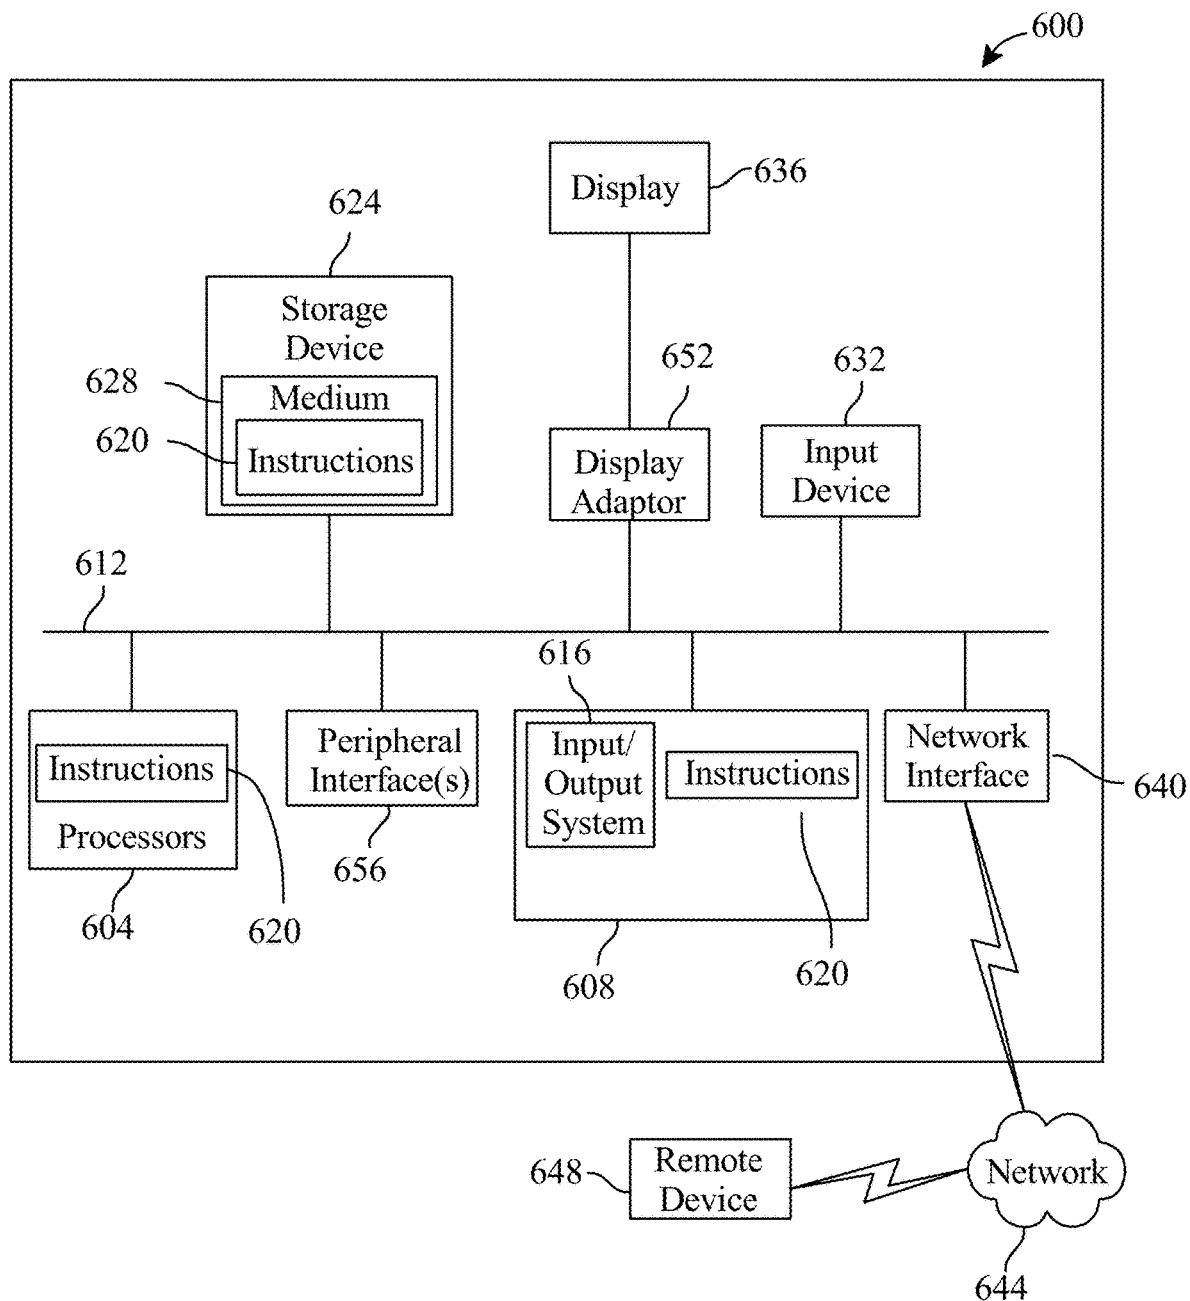 600
Display
636
624
Storage
Device
628
Medium
620
Instructions
652
Display
Adaptor
632
Input
Device
612
616
Instructions
Processors
604
620
Peripheral
Interface(s)
656
Input/
Output
System
Instructions
608
620
Network
Interface
640
648
Remote
Device
Network
644